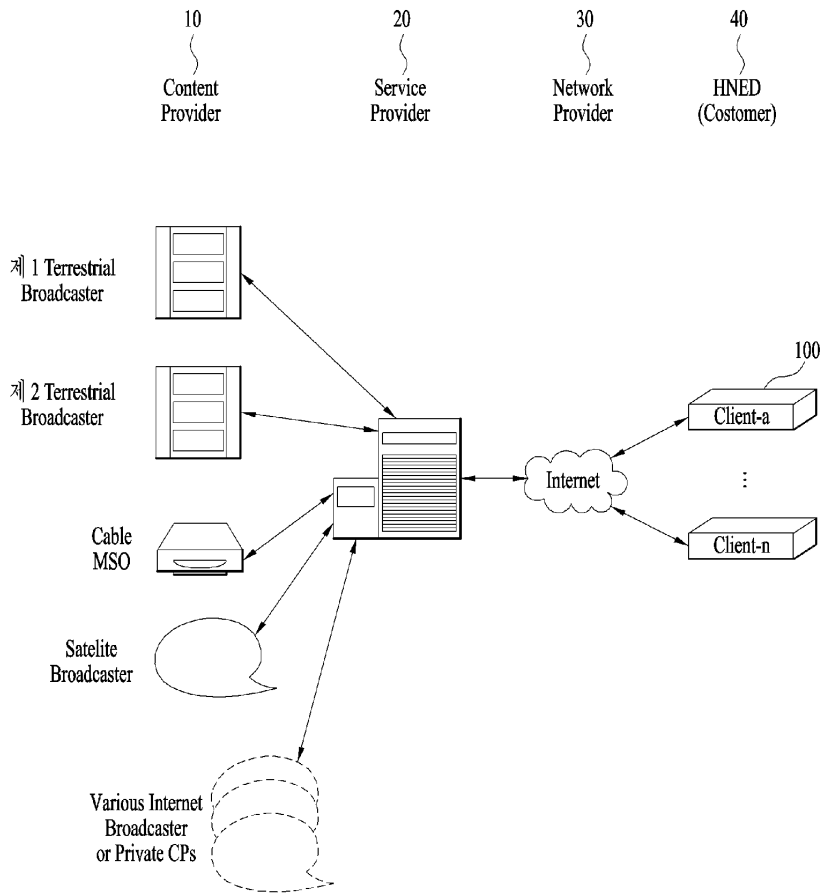 10
20
30
40
Content
Provider
Service
Provider
Network
Provider
HNED
(Costomer)
제 1 Terrestrial
Broadcaster
제 2 Terrestrial
Broadcaster
Cable
MSO
Satelite
Broadcaster
Various Internet
Broadcaster
or Private CPs
Internet
100
Client-a
⋮
Client-n